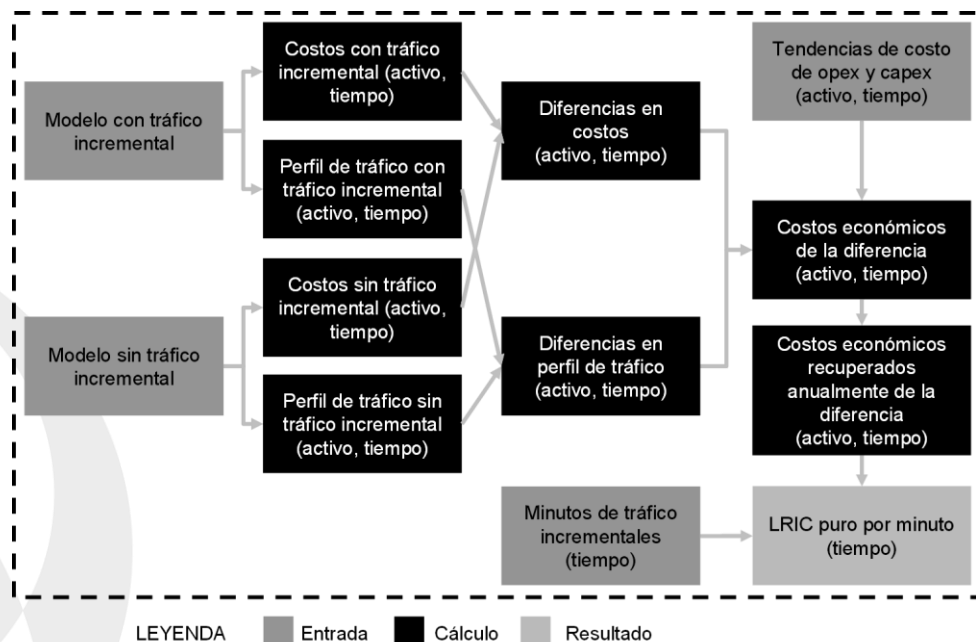 Modelo con tráfico
incremental
Modelo sin tráfico
incremental
Costos con tráfico
incremental (activo,
tiempo)
Perfil de tráfico con
tráfico incremental
(activo, tiempo)
Costos sin tráfico
incremental (activo,
tiempo)
Perfil de tráfico sin
tráfico incremental
(activo, tiempo)
Diferencias en
costos
(activo, tiempo)
Diferencias en
perfil de tráfico
(activo, tiempo)
Minutos de tráfico
incrementales
(tiempo)
Tendencias de costo
de opex y capex
(activo, tiempo)
Costos económicos
de la diferencia
(activo, tiempo)
Costos económicos
recuperados
anualmente de la
diferencia
(activo, tiempo)
LRIC puro por minuto
(tiempo)
LEYENDA
Entrada
Cálculo
Resultado